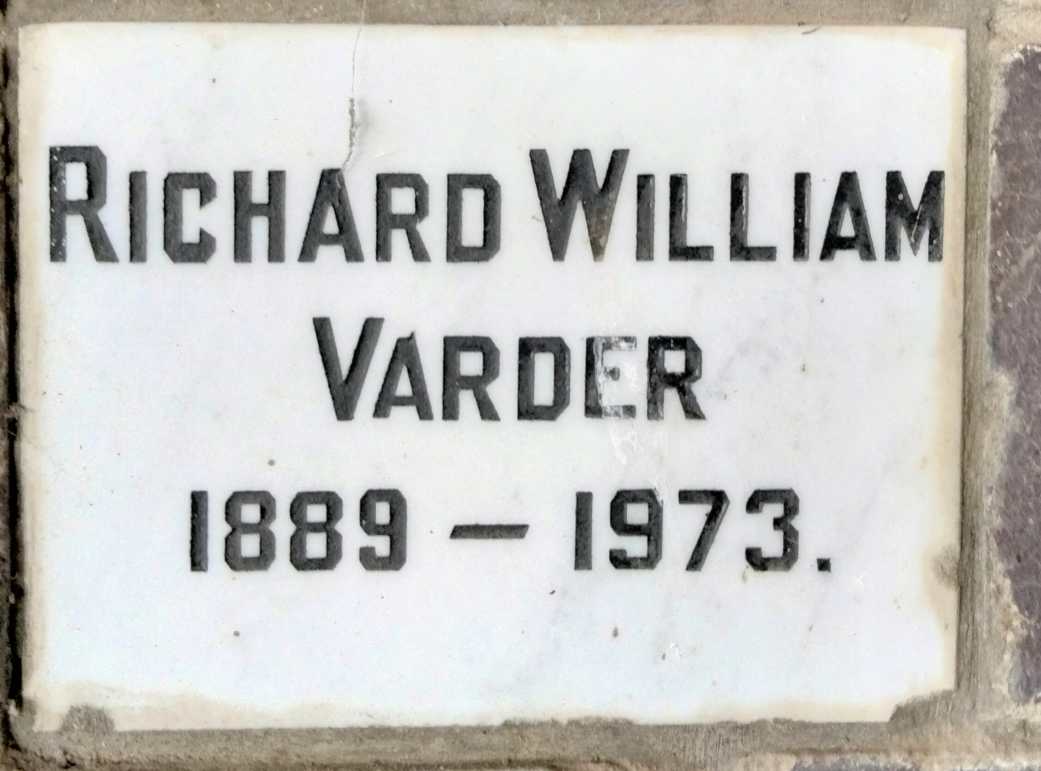 RICHARD WILLIAM
VARDER
1889 – 1973.